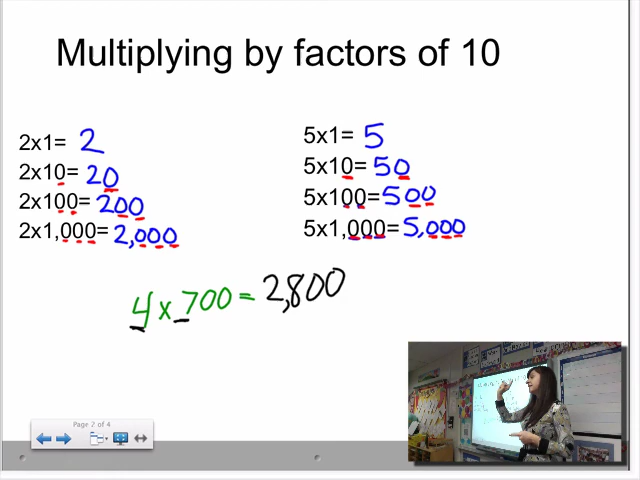 Multiplying by factors of 10
2x1= 2
2x10= 20
2x100= 200
2x1,000= 2,000
5x1= 5
5x10= 50
5x100= 500
5x1,000= 5,000
4 x 700 = 2,800
Page 2 of 4